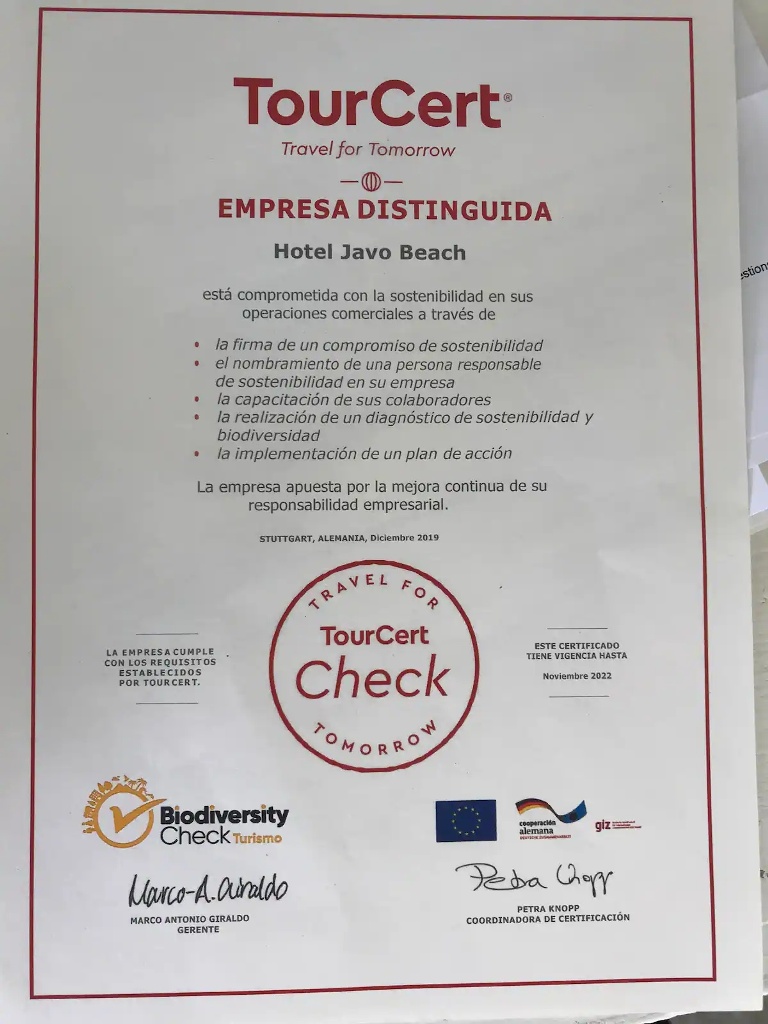 TourCert®
Travel for Tomorrow
EMPRESA DISTINGUIDA
Hotel Javo Beach
está comprometida con la sostenibilidad en sus
operaciones comerciales a través de
• la firma de un compromiso de sostenibilidad
• el nombramiento de una persona responsable
de sostenibilidad en su empresa
• la capacitación de sus colaboradores
• la realización de un diagnóstico de sostenibilidad y
biodiversidad
• la implementación de un plan de acción
La empresa apuesta por la mejora continua de su
responsabilidad empresarial.
STUTTGART, ALEMANIA, Diciembre 2019
TRAVEL FOR
TourCert
Check
TOMORROW
LA EMPRESA CUMPLE
CON LOS REQUISITOS
ESTABLECIDOS
POR TOURCERT.
ESTE CERTIFICADO
TIENE VIGENCIA HASTA
Noviembre 2022
Biodiversity
Check Turismo
cooperación
alemana
DEUTSCHE ZUSAMMENARBEIT
giz
Marco-A. Giraldo
MARCO ANTONIO GIRALDO
GERENTE
Petra Knopp
PETRA KNOPP
COORDINADORA DE CERTIFICACIÓN